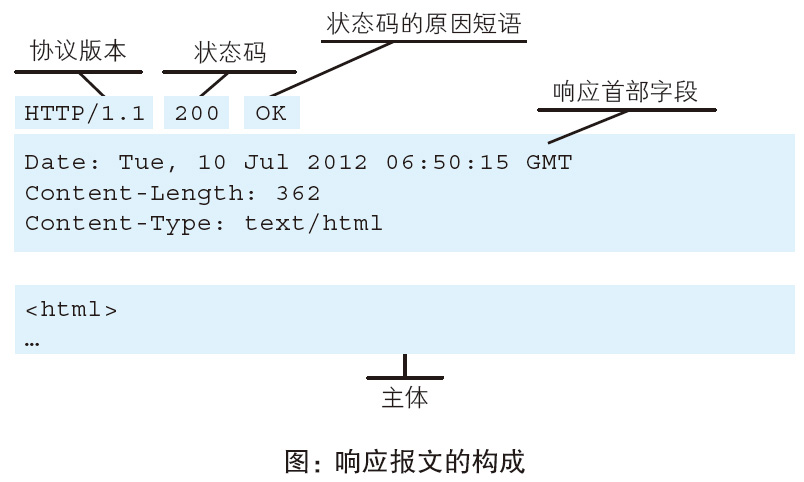 状态码的原因短语
协议版本
状态码
响应首部字段
HTTP/1.1 200 OK
Date: Tue, 10 Jul 2012 06:50:15 GMT
Content-Length: 362
Content-Type: text/html
<html>
…
主体
图：响应报文的构成